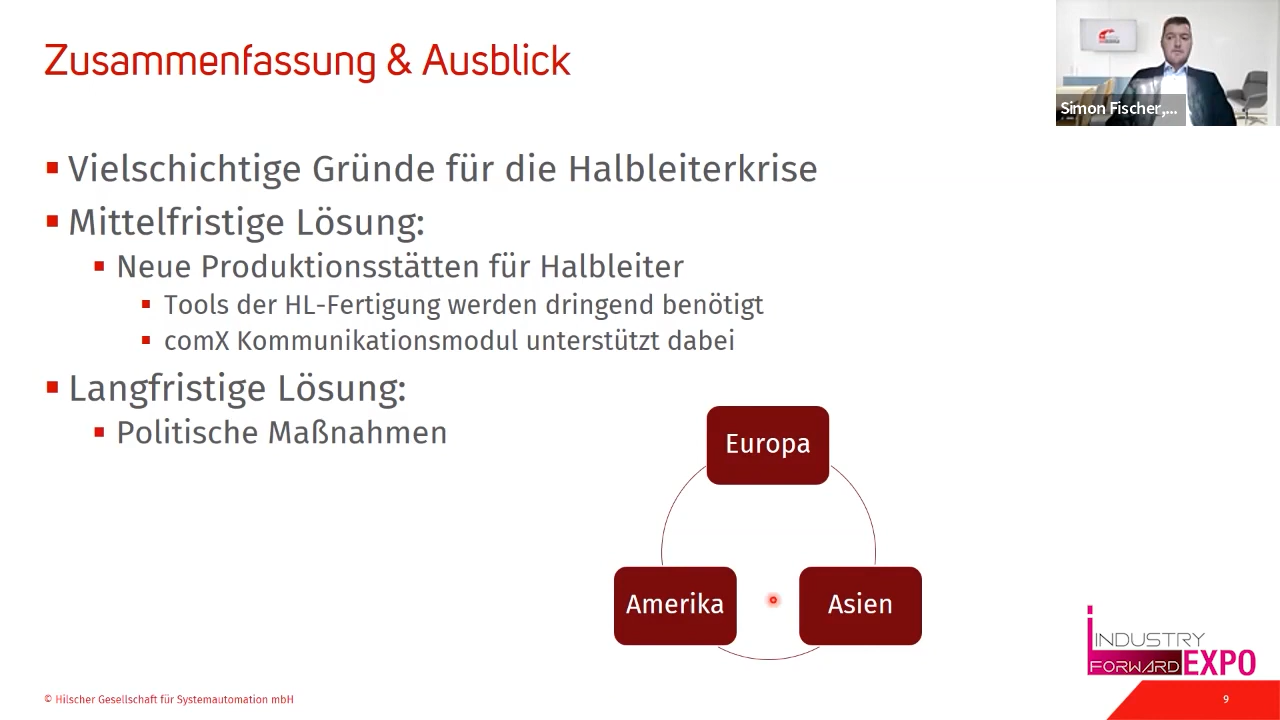 Zusammenfassung & Ausblick
Simon Fischer,...
Vielschichtige Gründe für die Halbleiterkrise
Mittelfristige Lösung:
Neue Produktionsstätten für Halbleiter
Tools der HL-Fertigung werden dringend benötigt
comX Kommunikationsmodul unterstützt dabei
Langfristige Lösung:
Politische Maßnahmen
Europa
Amerika
Asien
INDUSTRY
FORWARD EXPO
© Hilscher Gesellschaft für Systemautomation mbH
9